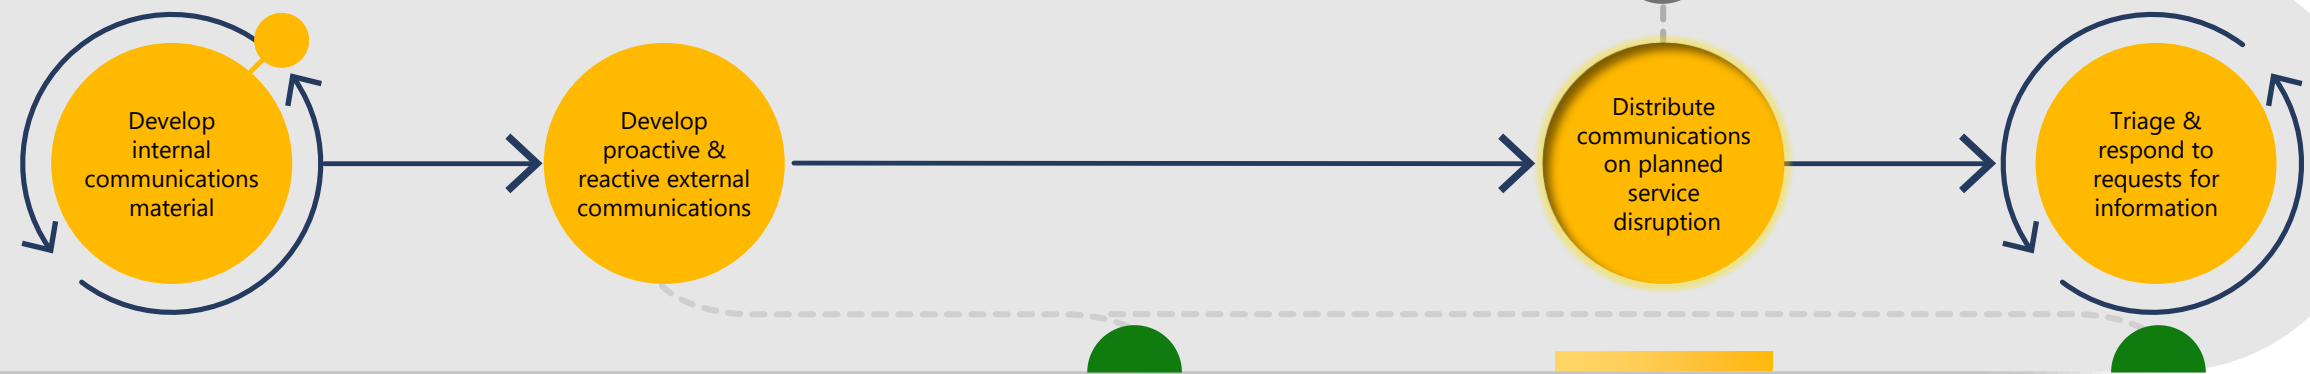 Develop
internal
communications
material
Develop
proactive &
reactive external
communications
Distribute
communications
on planned
service
disruption
Triage &
respond to
requests for
information